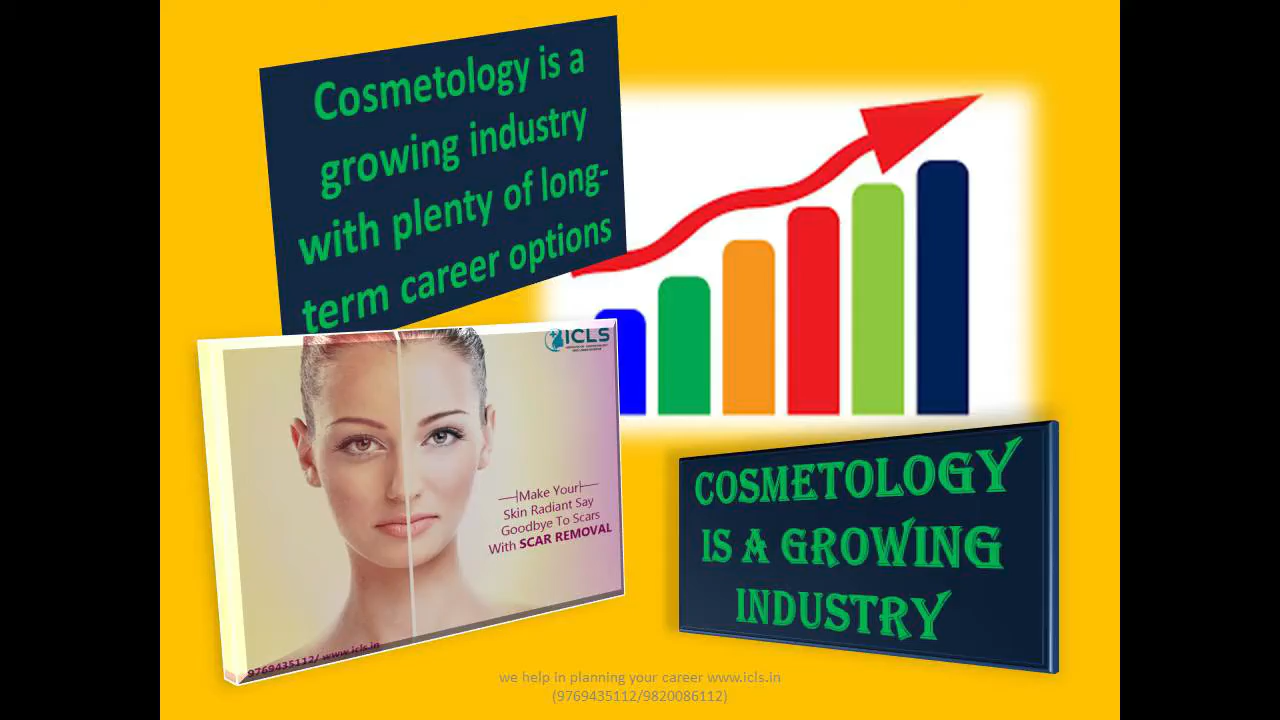 Cosmetology is a
growing industry
with plenty of long-
term career options
ICLS
Make Your
Skin Radiant Say
Goodbye To Scars
With SCAR REMOVAL
9769435112/ www.icls.in
COSMETOLOGY
IS A GROWING
INDUSTRY
we help in planning your career www.icls.in
(9769435112/9820086112)